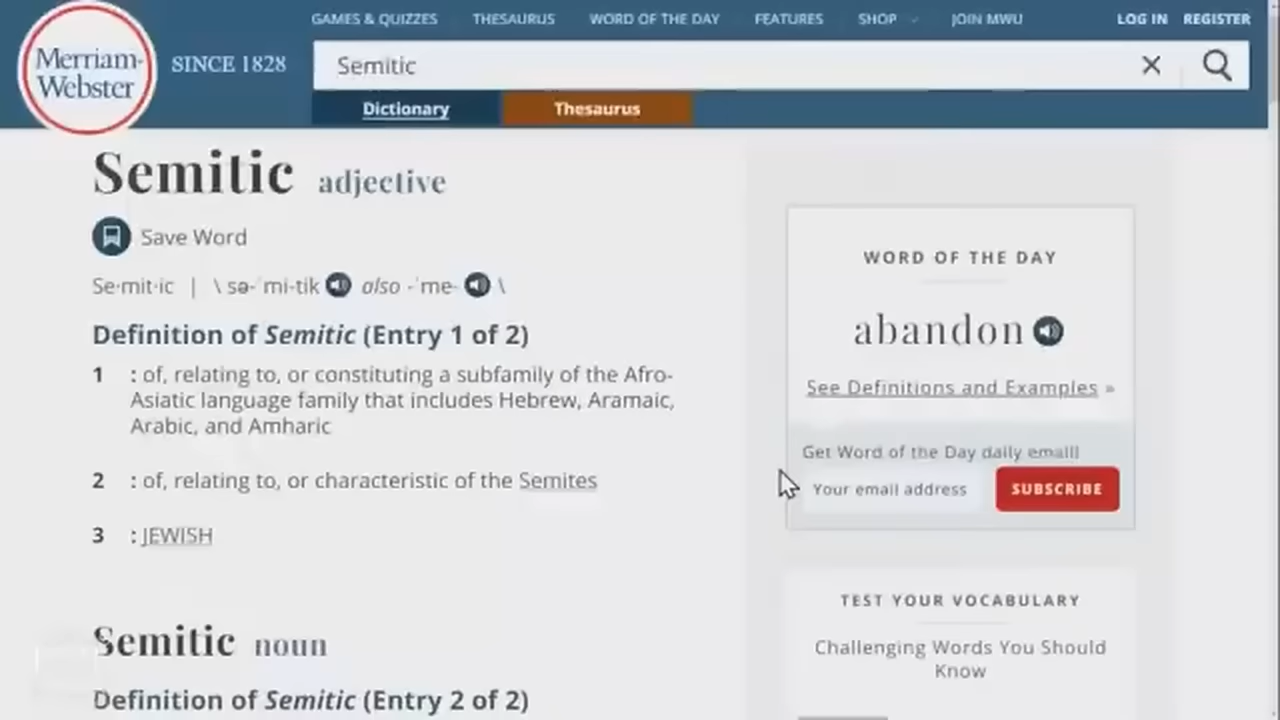 GAMES & QUIZZES THESAURUS WORD OF THE DAY FEATURES SHOP JOIN MWU LOG IN REGISTER
Merriam-
Webster
SINCE 1828
Semitic
Dictionary Thesaurus
Semitic adjective
Save Word
Se·mit·ic | \ sə-ˈmi-tik also -ˈme- \
Definition of Semitic (Entry 1 of 2)
1 : of, relating to, or constituting a subfamily of the Afro-
Asiatic language family that includes Hebrew, Aramaic,
Arabic, and Amharic
2 : of, relating to, or characteristic of the Semites
3 : JEWISH
Semitic noun
Definition of Semitic (Entry 2 of 2)
WORD OF THE DAY
abandon
See Definitions and Examples »
Get Word of the Day daily email!
Your email address SUBSCRIBE
TEST YOUR VOCABULARY
Challenging Words You Should
Know